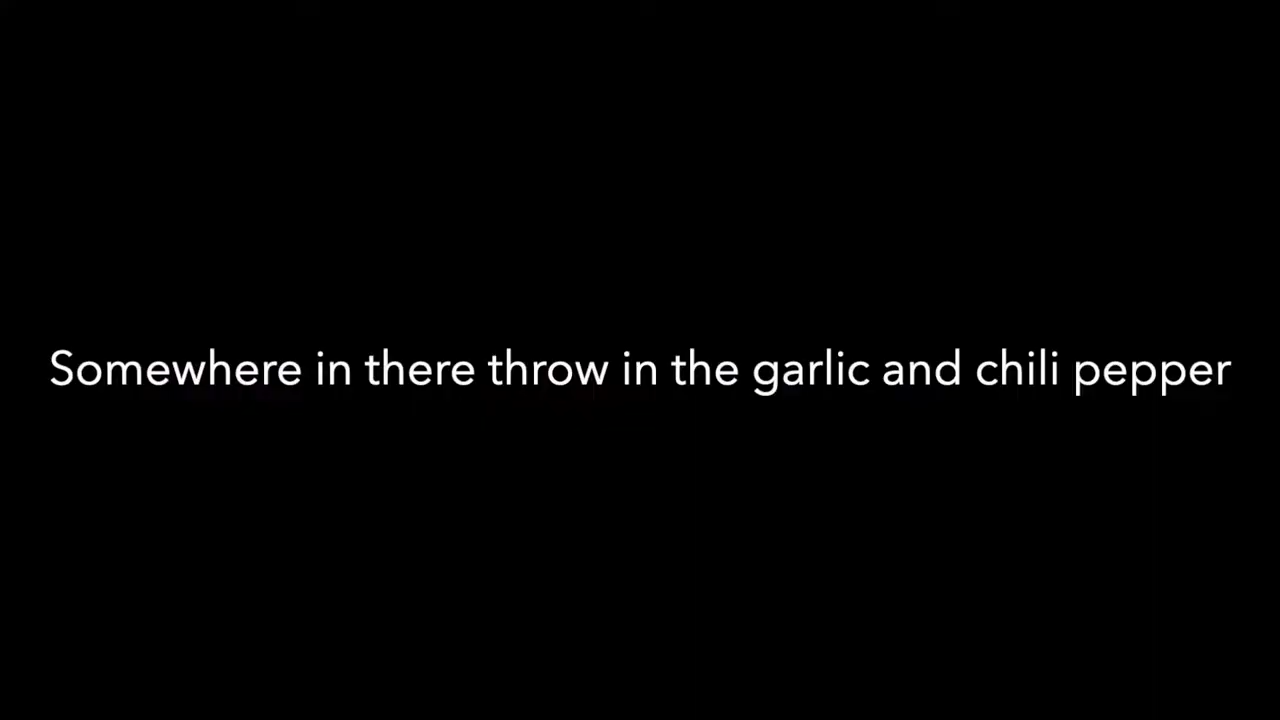 Somewhere in there throw in the garlic and chili pepper